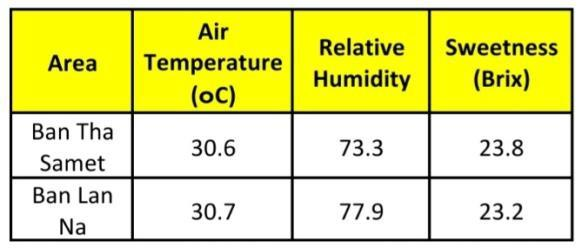 Area
Air
Temperature
(oC)
Relative
Humidity
Sweetness
(Brix)
Ban Tha
Samet
30.6
73.3
23.8
Ban Lan
Na
30.7
77.9
23.2